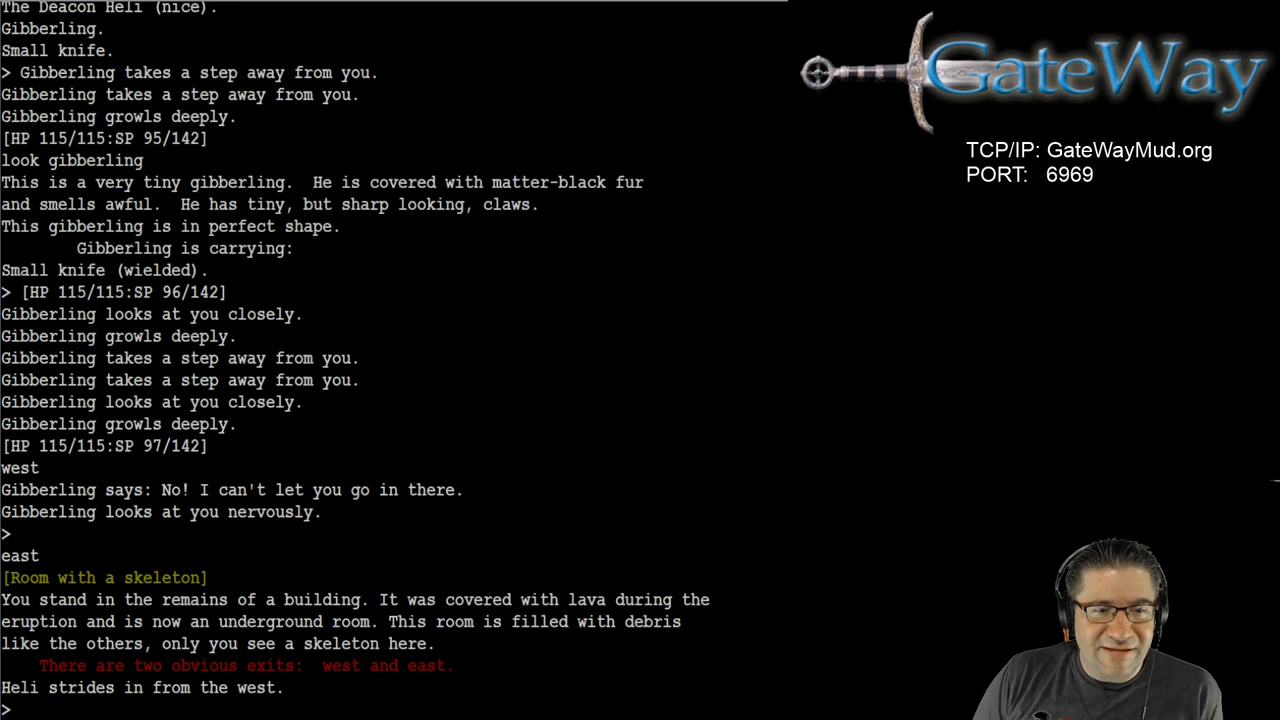 The Deacon Heli (nice).
Gibberling.
Small knife.
> Gibberling takes a step away from you.
Gibberling takes a step away from you.
Gibberling growls deeply.
[HP 115/115:SP 95/142]
look gibberling
This is a very tiny gibberling.  He is covered with matter-black fur
and smells awful.  He has tiny, but sharp looking, claws.
This gibberling is in perfect shape.
Gibberling is carrying:
Small knife (wielded).
> [HP 115/115:SP 96/142]
Gibberling looks at you closely.
Gibberling growls deeply.
Gibberling takes a step away from you.
Gibberling takes a step away from you.
Gibberling looks at you closely.
Gibberling growls deeply.
[HP 115/115:SP 97/142]
west
Gibberling says: No! I can't let you go in there.
Gibberling looks at you nervously.
>
east
[Room with a skeleton]
You stand in the remains of a building. It was covered with lava during the
eruption and is now an underground room. This room is filled with debris
like the others, only you see a skeleton here.
There are two obvious exits:  west and east.
Heli strides in from the west.
>
GateWay
TCP/IP: GateWayMud.org
PORT:   6969